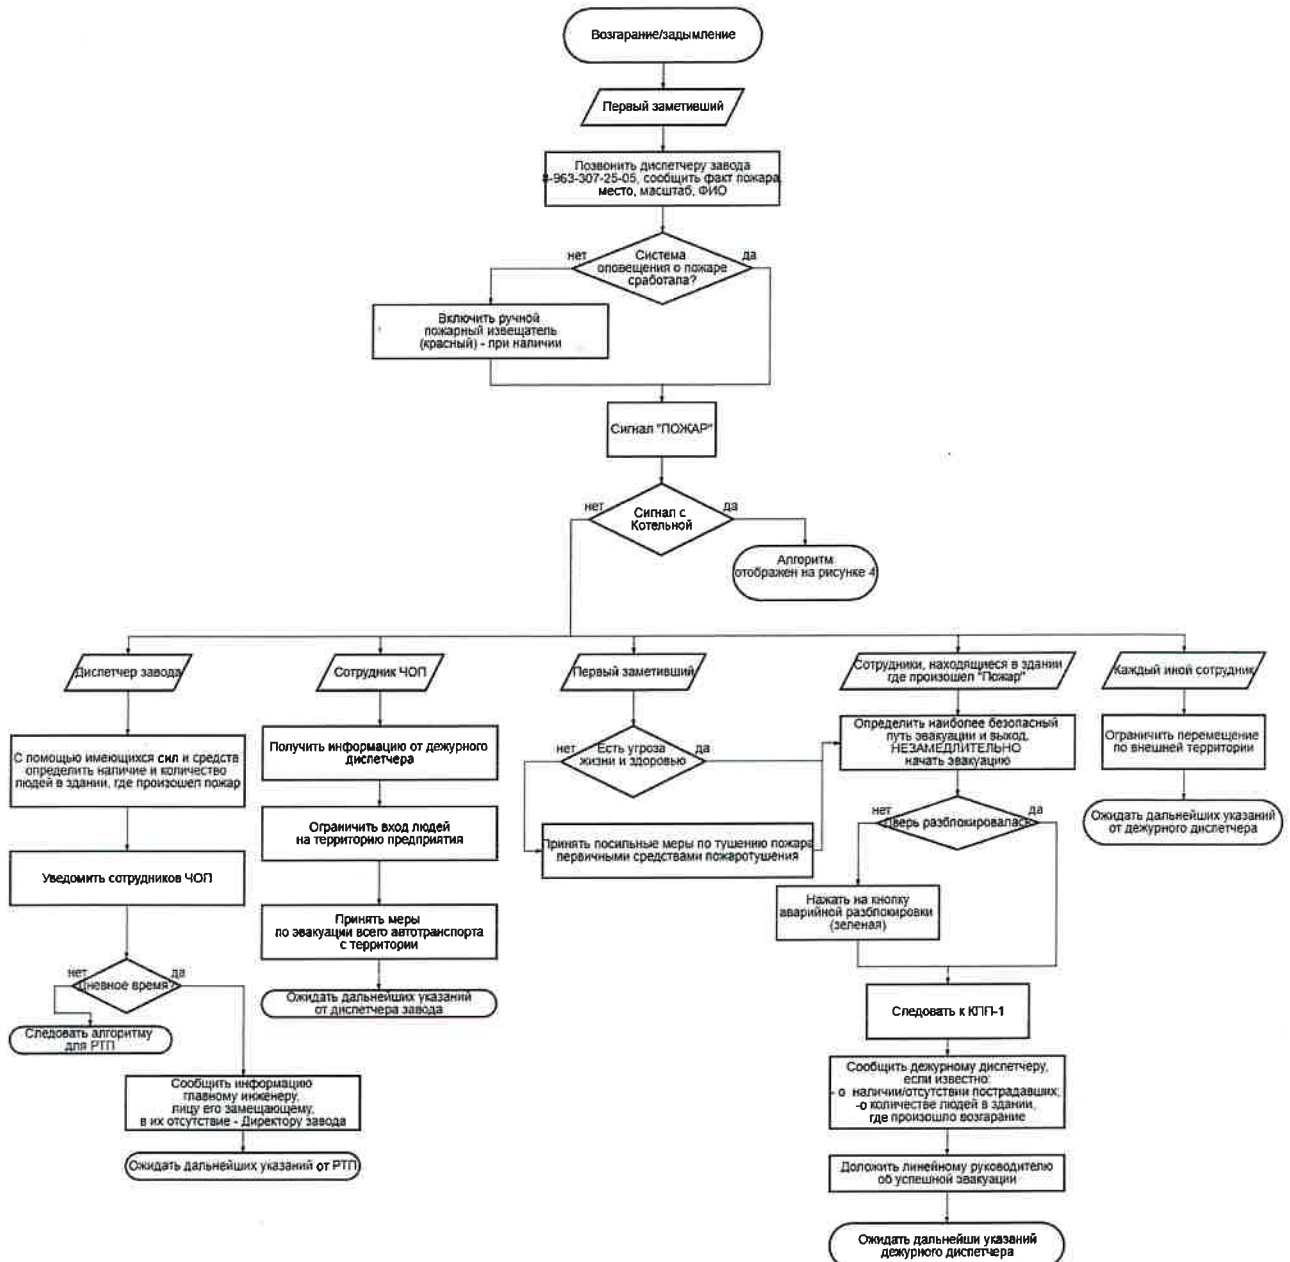 Возгарание/задымление
Первый заметивший
Позвонить диспетчеру завода
8-963-307-25-05, сообщить факт пожара,
место, масштаб, ФИО
нет
да
Система
оповещения о пожаре
сработала?
Включить ручной
пожарный извещатель
(красный) - при наличии
Сигнал "ПОЖАР"
нет
да
Сигнал с
Котельной
Алгоритм
отображен на рисунке 4
Диспетчер завода
С помощью имеющихся сил и средств
определить наличие и количество
людей в здании, где произошел пожар
Уведомить сотрудников ЧОП
нет
да
Дневное время?
Следовать алгоритму
для РТП
Сообщить информацию
главному инженеру,
лицу его замещающему,
в их отсутствие - Директору завода
Ожидать дальнейших указаний от РТП
Сотрудник ЧОП
Получить информацию от дежурного
диспетчера
Ограничить вход людей
на территорию предприятия
Принять меры
по эвакуации всего автотранспорта
с территории
Ожидать дальнейших указаний
от диспетчера завода
Первый заметивший
нет
да
Есть угроза
жизни и здоровью
Принять посильные меры по тушению пожара
первичными средствами пожаротушения
Сотрудники, находящиеся в здании
где произошел "Пожар"
Определить наиболее безопасный
путь эвакуации и выход.
НЕЗАМЕДЛИТЕЛЬНО
начать эвакуацию
нет
да
Дверь разблокировалась
Нажать на кнопку
аварийной разблокировки
(зеленая)
Следовать к КПП-1
Сообщить дежурному диспетчеру,
если известно:
- о наличии/отсутствии пострадавших;
-о количестве людей в здании,
где произошло возгарание
Доложить линейному руководителю
об успешной эвакуации
Ожидать дальнейши указаний
дежурного диспетчера
Каждый иной сотрудник
Ограничить перемещение
по внешней территории
Ожидать дальнейших указаний
от дежурного диспетчера